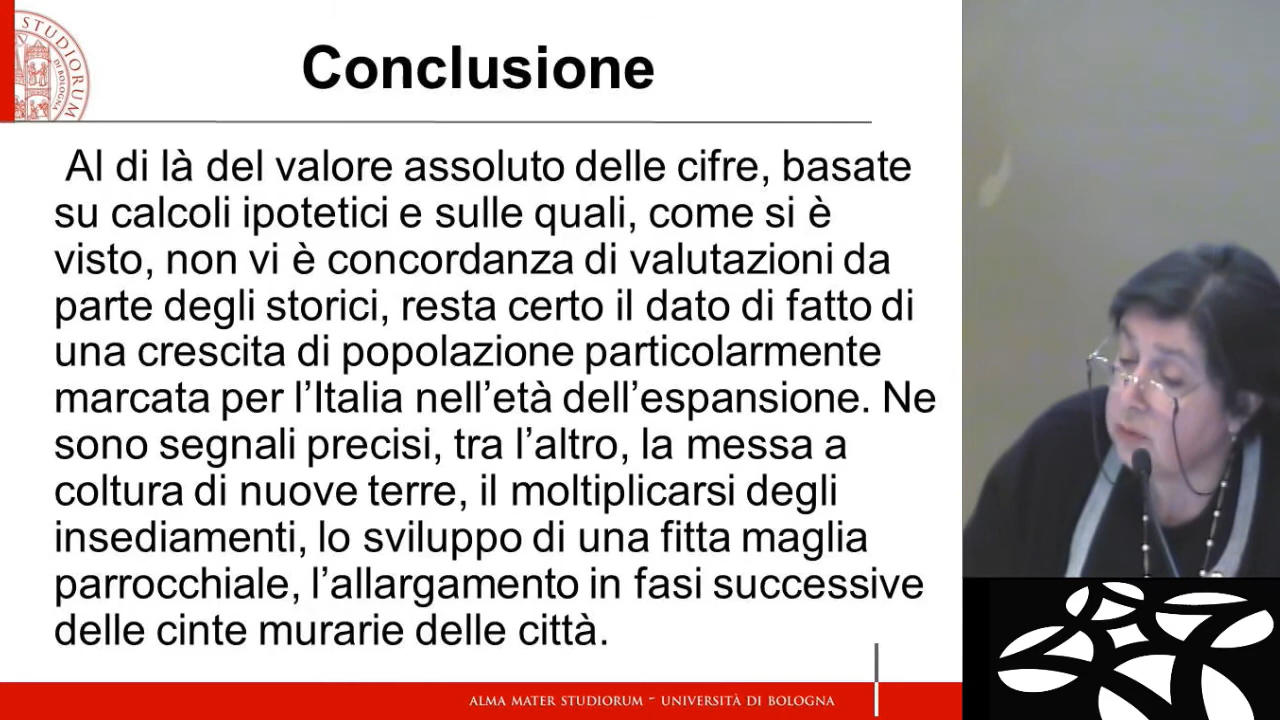 STUDIORUM
DI BOLOGNA
Conclusione
Al di là del valore assoluto delle cifre, basate
su calcoli ipotetici e sulle quali, come si è
visto, non vi è concordanza di valutazioni da
parte degli storici, resta certo il dato di fatto di
una crescita di popolazione particolarmente
marcata per l’Italia nell’età dell’espansione. Ne
sono segnali precisi, tra l’altro, la messa a
coltura di nuove terre, il moltiplicarsi degli
insediamenti, lo sviluppo di una fitta maglia
parrocchiale, l’allargamento in fasi successive
delle cinte murarie delle città.
ALMA MATER STUDIORUM ~ UNIVERSITÀ DI BOLOGNA